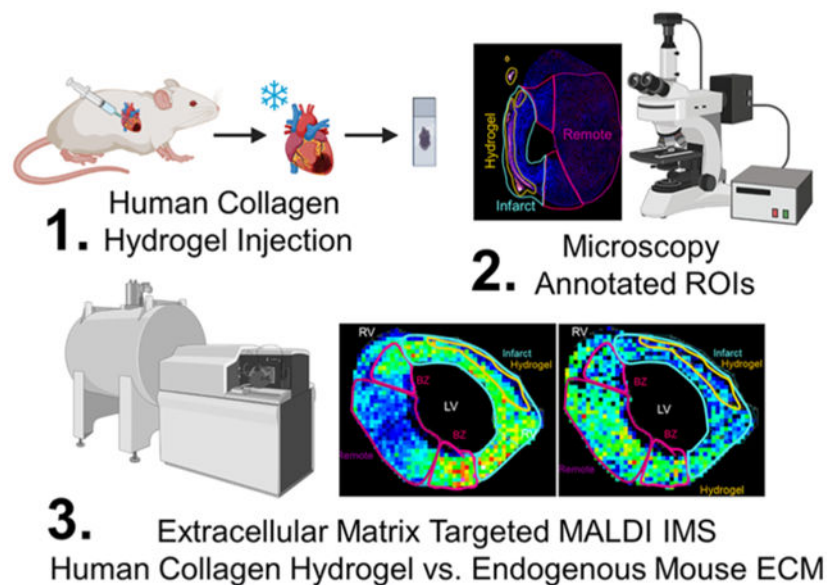 1. Human Collagen
Hydrogel Injection
Hydrogel
Remote
Infarct
2. Microscopy
Annotated ROIs
RV
Infarct
Hydrogel
BZ
LV
BZ
RV
Remote
RV
Infarct
Hydrogel
BZ
LV
BZ
Remote
Hydrogel
3. Extracellular Matrix Targeted MALDI IMS
Human Collagen Hydrogel vs. Endogenous Mouse ECM